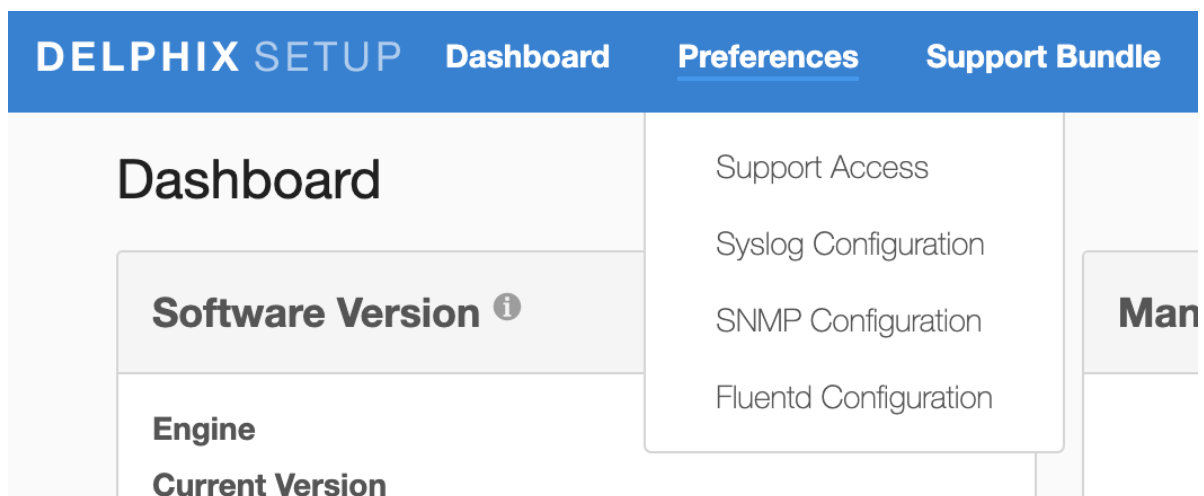 DELPHIX SETUP Dashboard Preferences Support Bundle
Dashboard
Support Access
Syslog Configuration
SNMP Configuration
Fluentd Configuration
Software Version
Engine
Current Version